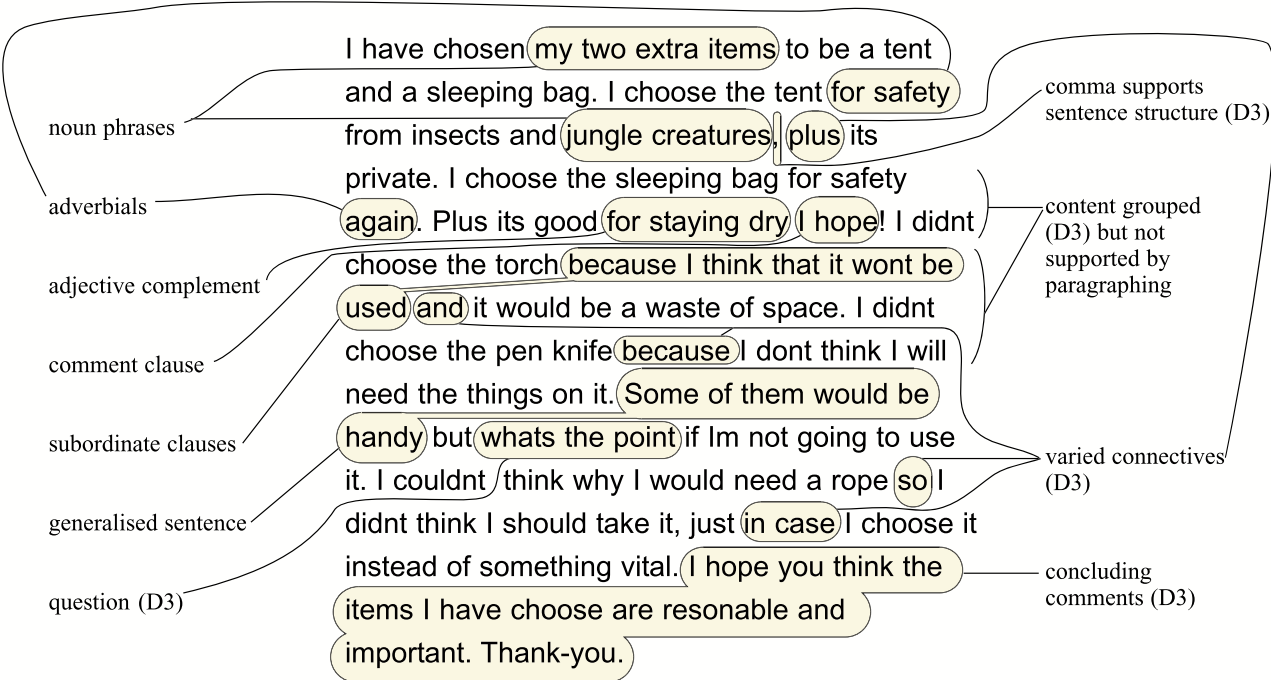 I have chosen my two extra items to be a tent
and a sleeping bag. I choose the tent for safety
from insects and jungle creatures, plus its
private. I choose the sleeping bag for safety
again. Plus its good for staying dry I hope! I didnt
choose the torch because I think that it wont be
used and it would be a waste of space. I didnt
choose the pen knife because I dont think I will
need the things on it. Some of them would be
handy but whats the point if Im not going to use
it. I couldnt think why I would need a rope so I
didnt think I should take it, just in case I choose it
instead of something vital. I hope you think the
items I have choose are resonable and
important. Thank-you.
noun phrases
adverbials
adjective complement
comment clause
subordinate clauses
generalised sentence
question (D3)
comma supports
sentence structure (D3)
content grouped
(D3) but not
supported by
paragraphing
varied connectives
(D3)
concluding
comments (D3)